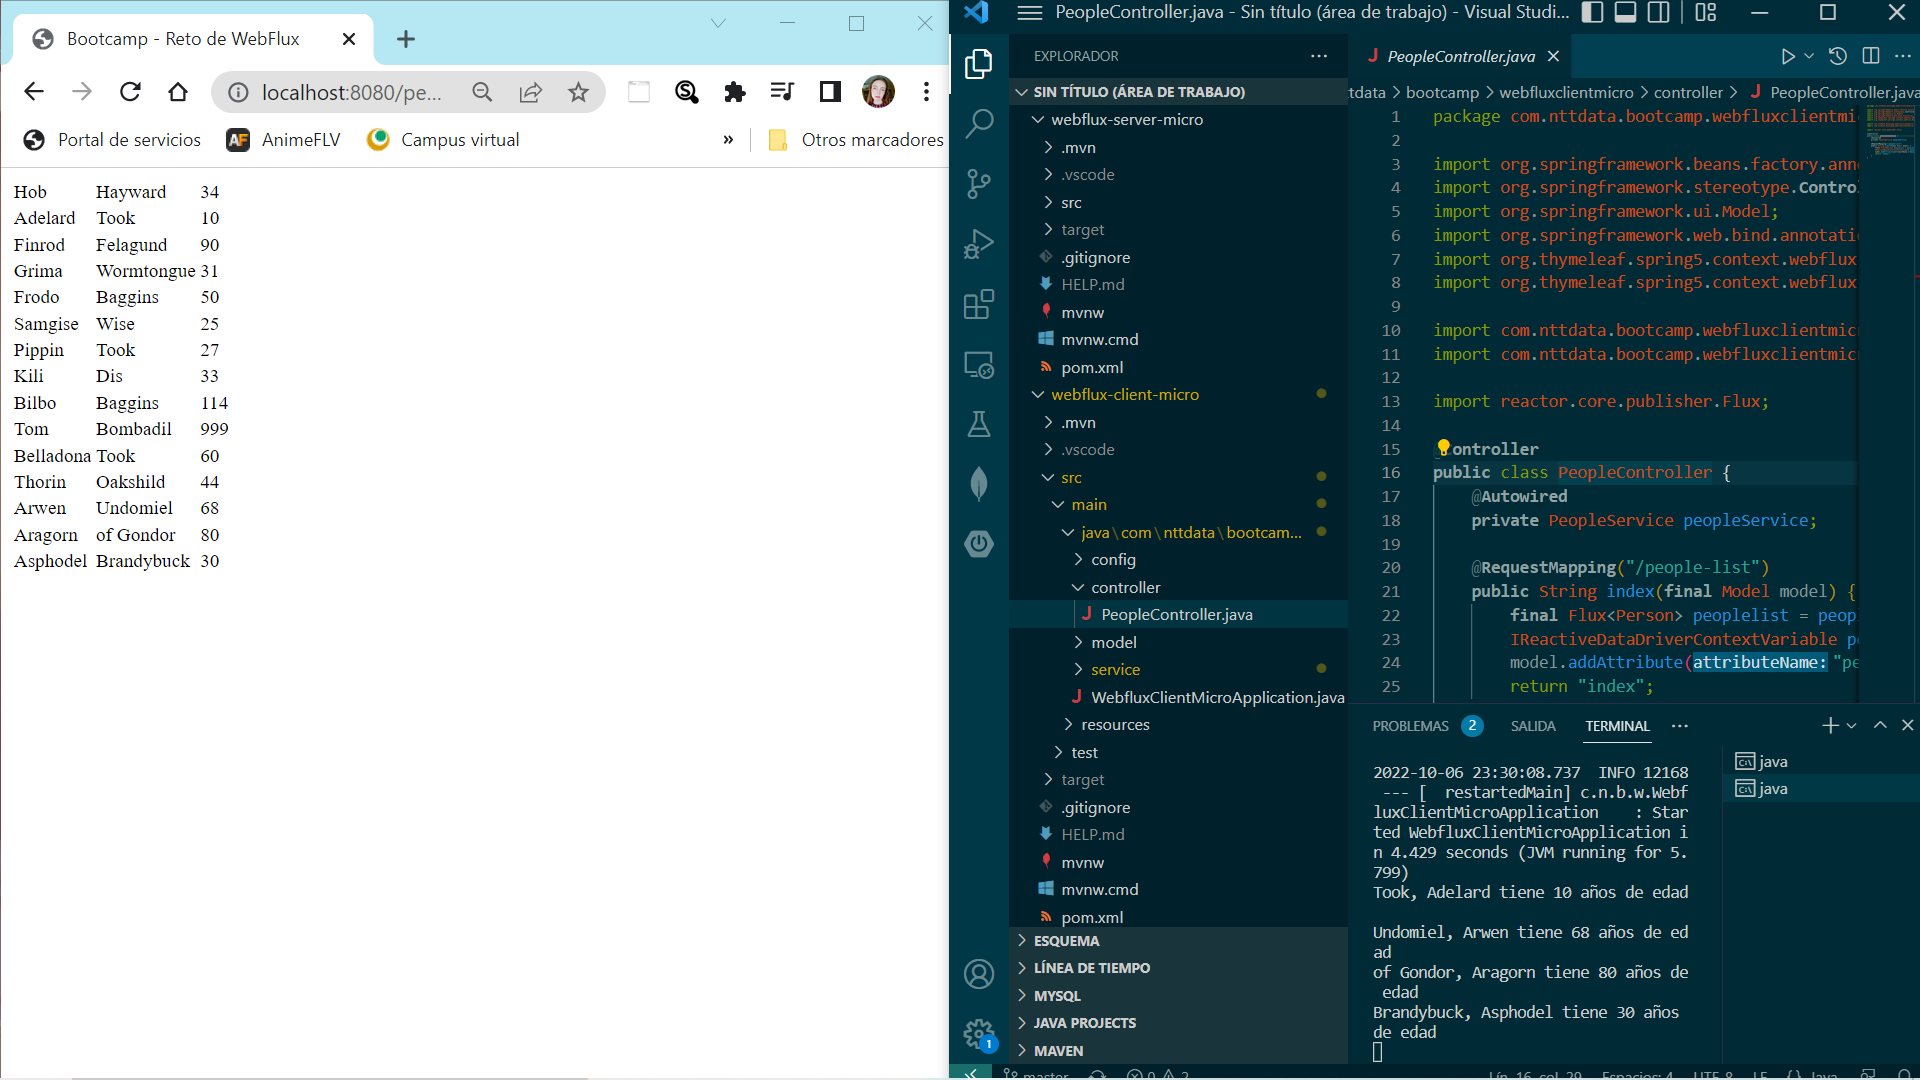 Bootcamp - Reto de WebFlux
localhost:8080/pe...
Portal de servicios
AnimeFLV
Campus virtual
»
Otros marcadores
Hob Hayward 34
Adelard Took 10
Finrod Felagund 90
Grima Wormtongue 31
Frodo Baggins 50
Samgise Wise 25
Pippin Took 27
Kili Dis 33
Bilbo Baggins 114
Tom Bombadil 999
Belladona Took 60
Thorin Oakshild 44
Arwen Undomiel 68
Aragorn of Gondor 80
Asphodel Brandybuck 30
PeopleController.java - Sin título (área de trabajo) - Visual Studi...
EXPLORADOR
SIN TÍTULO (ÁREA DE TRABAJO)
webflux-server-micro
.mvn
.vscode
src
target
.gitignore
HELP.md
mvnw
mvnw.cmd
pom.xml
webflux-client-micro
.mvn
.vscode
src
main
java\com\nttdata\bootcam...
config
controller
PeopleController.java
model
service
WebfluxClientMicroApplication.java
resources
test
target
.gitignore
HELP.md
mvnw
mvnw.cmd
pom.xml
ESQUEMA
LÍNEA DE TIEMPO
MYSQL
JAVA PROJECTS
MAVEN
1
PeopleController.java
ttdata > bootcamp > webfluxclientmicro > controller > PeopleController.java
1 package com.nttdata.bootcamp.webfluxclientmi
2
3 import org.springframework.beans.factory.ann
4 import org.springframework.stereotype.Contro
5 import org.springframework.ui.Model;
6 import org.springframework.web.bind.annotati
7 import org.thymeleaf.spring5.context.webflux
8 import org.thymeleaf.spring5.context.webflux
9
10 import com.nttdata.bootcamp.webfluxclientmic
11 import com.nttdata.bootcamp.webfluxclientmic
12
13 import reactor.core.publisher.Flux;
14
15 @Controller
16 public class PeopleController {
17 @Autowired
18 private PeopleService peopleService;
19
20 @RequestMapping("/people-list")
21 public String index(final Model model) {
22 final Flux<Person> peoplelist = peop
23 IReactiveDataDriverContextVariable p
24 model.addAttribute(attributeName: "pe
25 return "index";
PROBLEMAS 2 SALIDA TERMINAL
java
java
2022-10-06 23:30:08.737 INFO 12168
--- [ restartedMain] c.n.b.w.Webf
luxClientMicroApplication : Star
ted WebfluxClientMicroApplication i
n 4.429 seconds (JVM running for 5.
799)
Took, Adelard tiene 10 años de edad
Undomiel, Arwen tiene 68 años de ed
ad
of Gondor, Aragorn tiene 80 años de
edad
Brandybuck, Asphodel tiene 30 años
de edad
master 0 2 Lín. 16, col. 29 Espacios: 4 UTF-8 LF {} Java